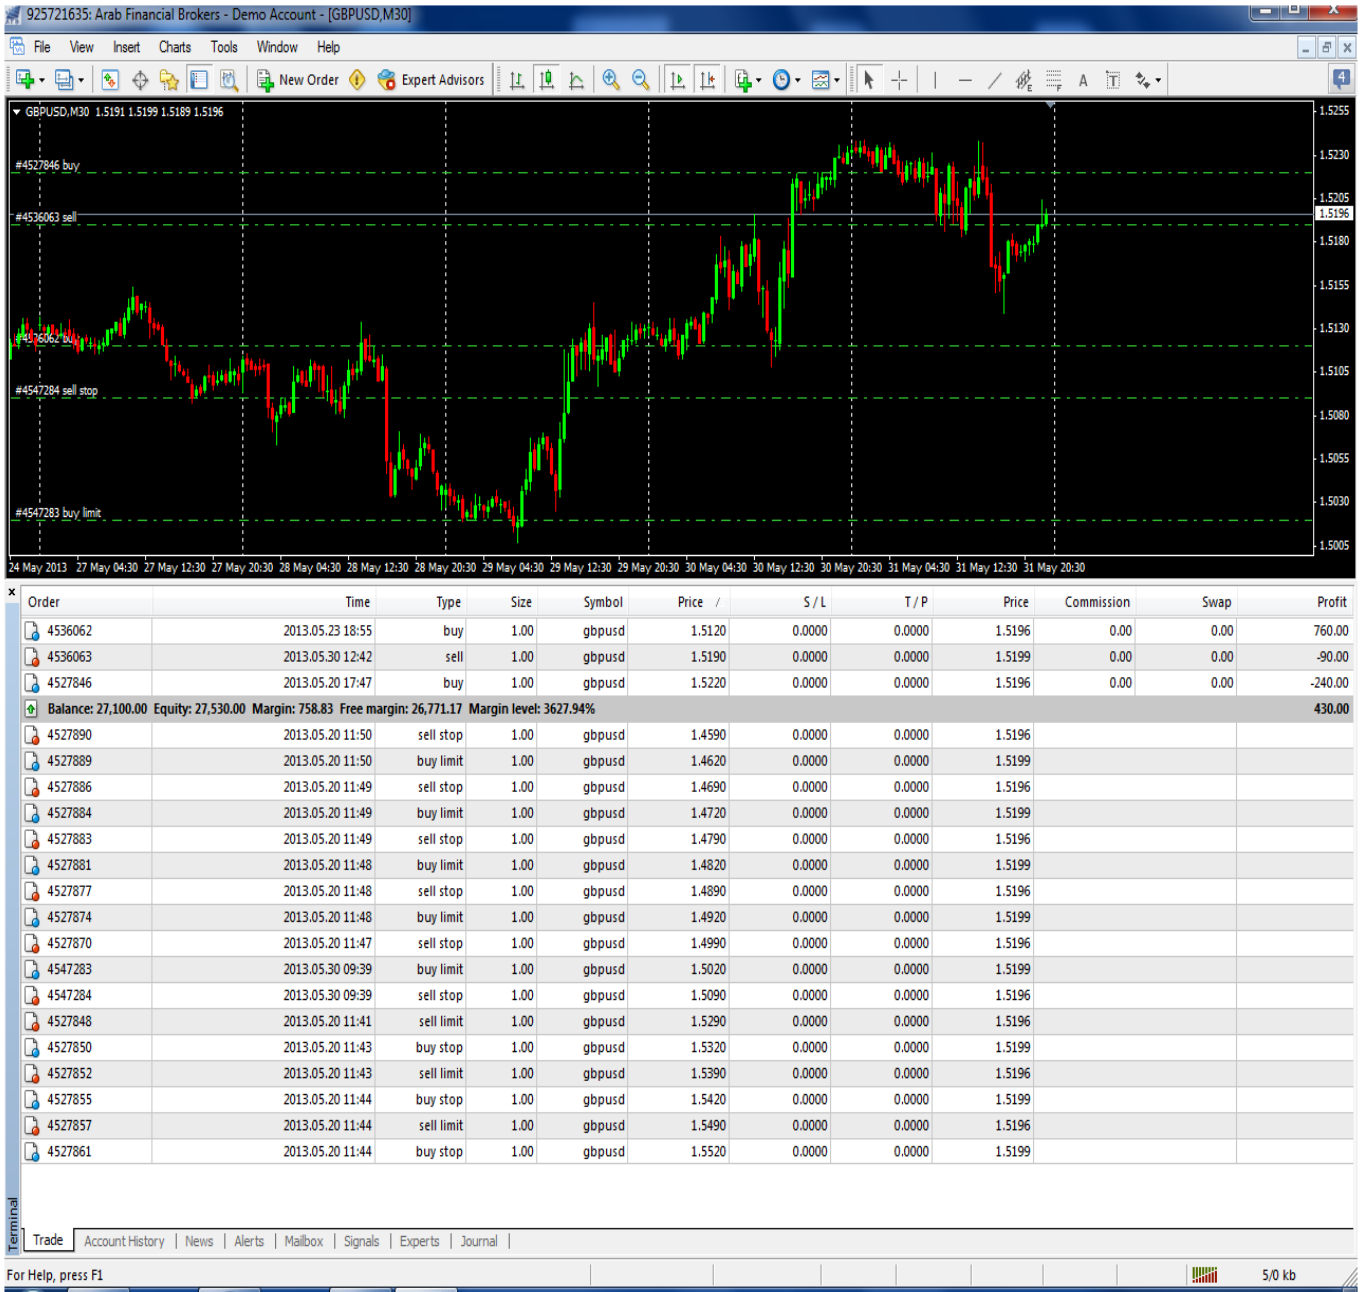 925721635: Arab Financial Brokers - Demo Account - [GBPUSD,M30]
File View Insert Charts Tools Window Help
New Order Expert Advisors A T 4
GBPUSD,M30 1.5191 1.5199 1.5189 1.5196
1.5255
1.5230
#4527846 buy
1.5205
#4536063 sell
1.5196
1.5180
1.5155
1.5130
#4536062 buy
1.5105
#4547284 sell stop
1.5080
1.5055
1.5030
#4547283 buy limit
1.5005
24 May 2013 27 May 04:30 27 May 12:30 27 May 20:30 28 May 04:30 28 May 12:30 28 May 20:30 29 May 04:30 29 May 12:30 29 May 20:30 30 May 04:30 30 May 12:30 30 May 20:30 31 May 04:30 31 May 12:30 31 May 20:30
Order Time Type Size Symbol Price / S / L T / P Price Commission Swap Profit
4536062 2013.05.23 18:55 buy 1.00 gbpusd 1.5120 0.0000 0.0000 1.5196 0.00 0.00 760.00
4536063 2013.05.30 12:42 sell 1.00 gbpusd 1.5190 0.0000 0.0000 1.5199 0.00 0.00 -90.00
4527846 2013.05.20 17:47 buy 1.00 gbpusd 1.5220 0.0000 0.0000 1.5196 0.00 0.00 -240.00
Balance: 27,100.00 Equity: 27,530.00 Margin: 758.83 Free margin: 26,771.17 Margin level: 3627.94% 430.00
4527890 2013.05.20 11:50 sell stop 1.00 gbpusd 1.4590 0.0000 0.0000 1.5196
4527889 2013.05.20 11:50 buy limit 1.00 gbpusd 1.4620 0.0000 0.0000 1.5199
4527886 2013.05.20 11:49 sell stop 1.00 gbpusd 1.4690 0.0000 0.0000 1.5196
4527884 2013.05.20 11:49 buy limit 1.00 gbpusd 1.4720 0.0000 0.0000 1.5199
4527883 2013.05.20 11:49 sell stop 1.00 gbpusd 1.4790 0.0000 0.0000 1.5196
4527881 2013.05.20 11:48 buy limit 1.00 gbpusd 1.4820 0.0000 0.0000 1.5199
4527877 2013.05.20 11:48 sell stop 1.00 gbpusd 1.4890 0.0000 0.0000 1.5196
4527874 2013.05.20 11:48 buy limit 1.00 gbpusd 1.4920 0.0000 0.0000 1.5199
4527870 2013.05.20 11:47 sell stop 1.00 gbpusd 1.4990 0.0000 0.0000 1.5196
4547283 2013.05.30 09:39 buy limit 1.00 gbpusd 1.5020 0.0000 0.0000 1.5199
4547284 2013.05.30 09:39 sell stop 1.00 gbpusd 1.5090 0.0000 0.0000 1.5196
4527848 2013.05.20 11:41 sell limit 1.00 gbpusd 1.5290 0.0000 0.0000 1.5196
4527850 2013.05.20 11:43 buy stop 1.00 gbpusd 1.5320 0.0000 0.0000 1.5199
4527852 2013.05.20 11:43 sell limit 1.00 gbpusd 1.5390 0.0000 0.0000 1.5196
4527855 2013.05.20 11:44 buy stop 1.00 gbpusd 1.5420 0.0000 0.0000 1.5199
4527857 2013.05.20 11:44 sell limit 1.00 gbpusd 1.5490 0.0000 0.0000 1.5196
4527861 2013.05.20 11:44 buy stop 1.00 gbpusd 1.5520 0.0000 0.0000 1.5199
Terminal
Trade Account History | News | Alerts | Mailbox | Signals | Experts | Journal |
For Help, press F1 5/0 kb